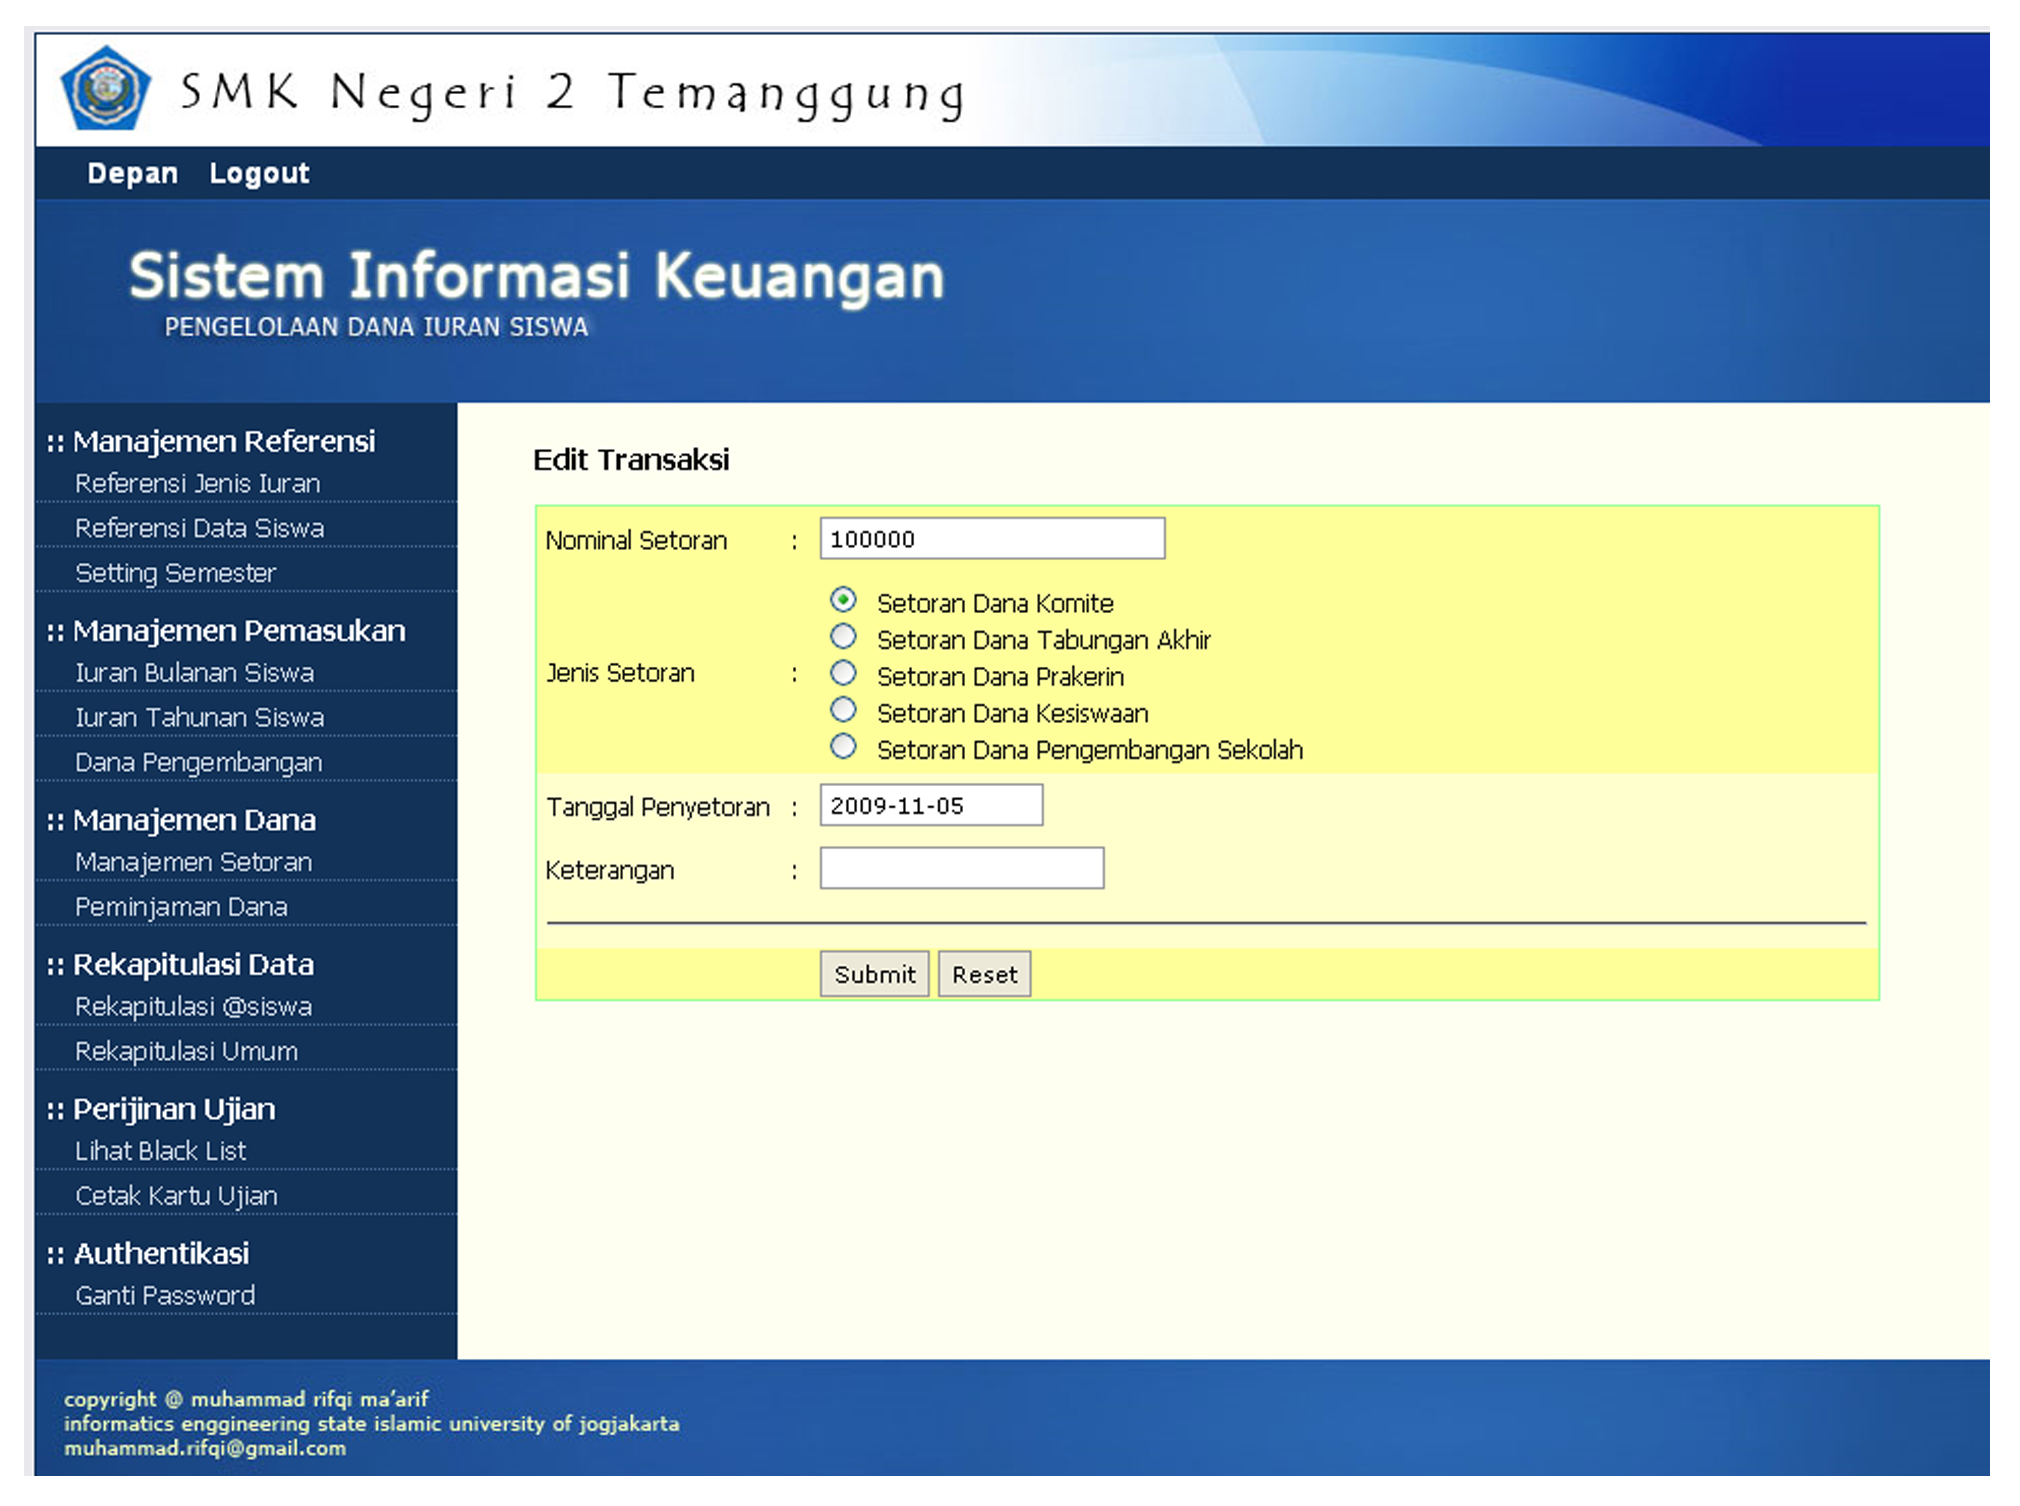 SMK Negeri 2 Temanggung
Depan Logout
Sistem Informasi Keuangan
PENGELOLAAN DANA IURAN SISWA
:: Manajemen Referensi
Referensi Jenis Iuran
Referensi Data Siswa
Setting Semester
:: Manajemen Pemasukan
Iuran Bulanan Siswa
Iuran Tahunan Siswa
Dana Pengembangan
:: Manajemen Dana
Manajemen Setoran
Peminjaman Dana
:: Rekapitulasi Data
Rekapitulasi @siswa
Rekapitulasi Umum
:: Perijinan Ujian
Lihat Black List
Cetak Kartu Ujian
:: Authentikasi
Ganti Password
Edit Transaksi
Nominal Setoran : 100000
Jenis Setoran :
Setoran Dana Komite
Setoran Dana Tabungan Akhir
Setoran Dana Prakerin
Setoran Dana Kesiswaan
Setoran Dana Pengembangan Sekolah
Tanggal Penyetoran : 2009-11-05
Keterangan :
Submit Reset
copyright @ muhammad rifqi ma'arif
informatics enggineering state islamic university of jogjakarta
muhammad.rifqi@gmail.com